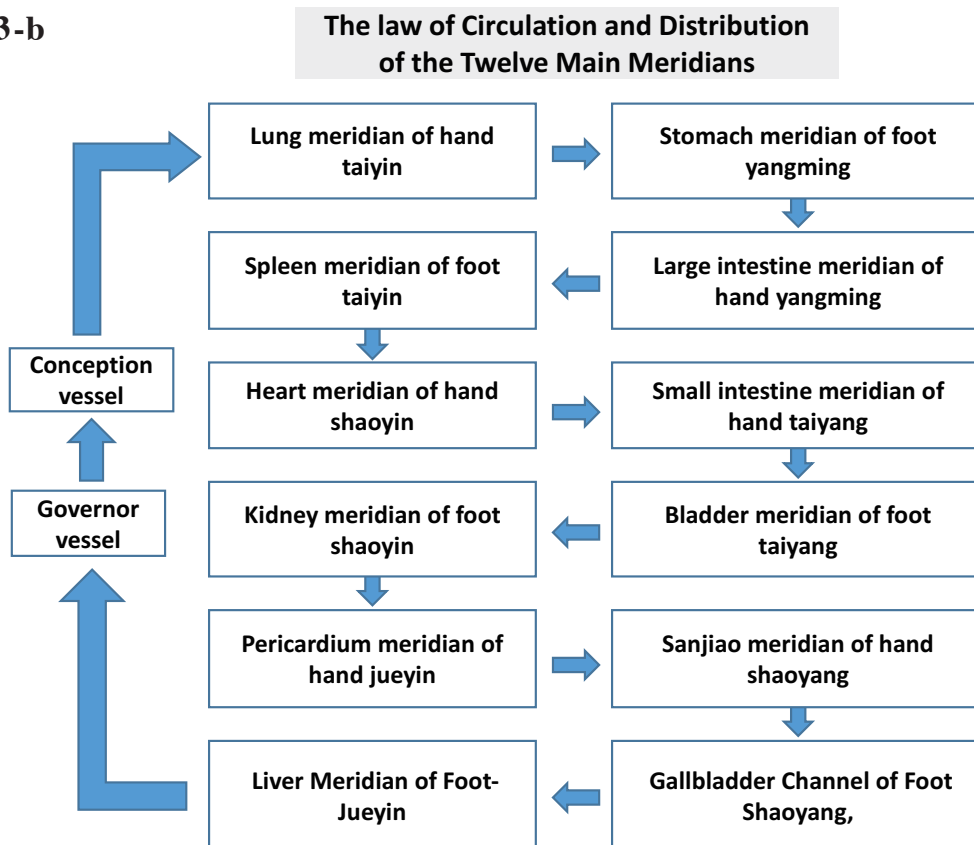 3-b
The law of Circulation and Distribution
of the Twelve Main Meridians
Lung meridian of hand
taiyin
Stomach meridian of foot
yangming
Spleen meridian of foot
taiyin
Large intestine meridian of
hand yangming
Conception
vessel
Heart meridian of hand
shaoyin
Small intestine meridian of
hand taiyang
Governor
vessel
Kidney meridian of foot
shaoyin
Bladder meridian of foot
taiyang
Pericardium meridian of
hand jueyin
Sanjiao meridian of hand
shaoyang
Liver Meridian of Foot-
Jueyin
Gallbladder Channel of Foot
Shaoyang,